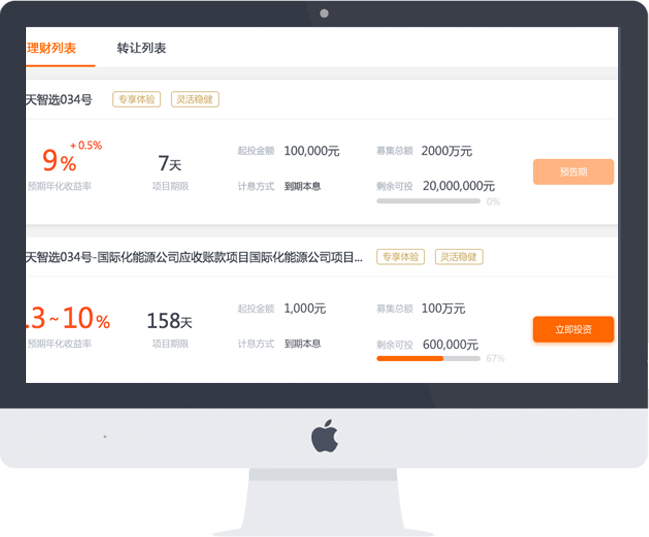 理财列表 转让列表
天智选034号 专享体验 灵活稳健
+0.5%
9% 7天 起投金额 100,000元 募集总额 2000万元
预告期
预期年化收益率 项目期限 计息方式 到期本息 剩余可投 20,000,000元
0%
天智选034号-国际化能源公司应收账款项目国际化能源公司项目... 专享体验 灵活稳健
.3~10% 158天 起投金额 1,000元 募集总额 100万元
立即投资
预期年化收益率 项目期限 计息方式 到期本息 剩余可投 600,000元
67%